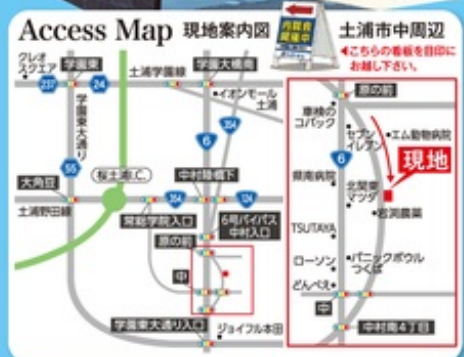 Access Map 現地案内図
内覧会
開催中
土浦市中周辺
◀こちらの看板を目印に
お越し下さい。
クレオ
スクエア
学園東
237
24
土浦学園線
学園大橋南
学園東大通り
イオンモール
土浦
354
6
55
桜土浦I.C.
大角豆
中村陸橋下
354
124
土浦野田線
常総学院入口
6号バイパス
中村入口
原の前
中
学園東大通り入口
ジョイフル本田
原の前
車検の
コバック
セブン
イレブン
エム動物病院
6
現地
県南病院
北関東
マツダ
岩渕農業
TSUTAYA
ローソン
パニックボウル
つくば
どんべえ
中
中村南4丁目